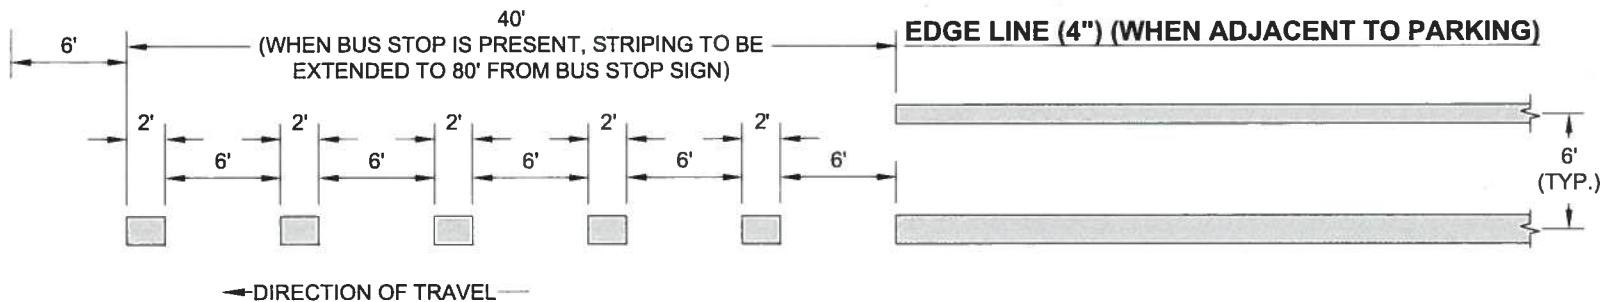 40'
EDGE LINE (4") (WHEN ADJACENT TO PARKING)
6'
(WHEN BUS STOP IS PRESENT, STRIPING TO BE
EXTENDED TO 80' FROM BUS STOP SIGN)
2'
2'
2'
2'
2'
6'
6'
6'
6'
6'
6'
(TYP.)
DIRECTION OF TRAVEL